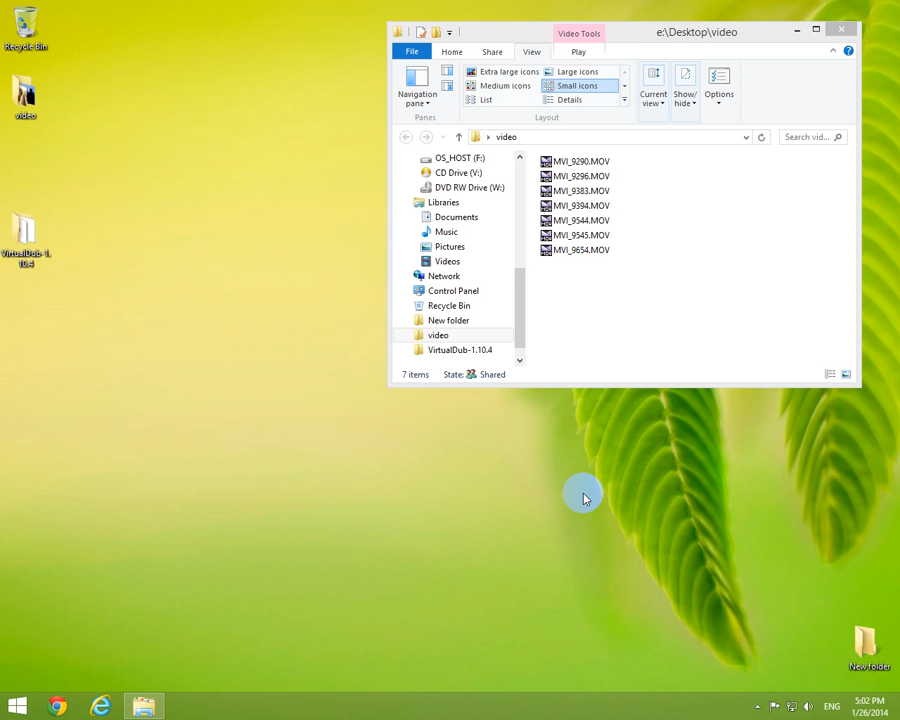 Recycle Bin
video
VirtualDub-1.
10.4
New folder
Video Tools
e:\Desktop\video
File
Home
Share
View
Play
Navigation
pane
Extra large icons
Large icons
Medium icons
Small icons
List
Details
Current
view
Show/
hide
Options
Panes
Layout
video
Search vid...
OS_HOST (F:)
CD Drive (V:)
DVD RW Drive (W:)
Libraries
Documents
Music
Pictures
Videos
Network
Control Panel
Recycle Bin
New folder
video
VirtualDub-1.10.4
MVI_9290.MOV
MVI_9296.MOV
MVI_9383.MOV
MVI_9394.MOV
MVI_9544.MOV
MVI_9545.MOV
MVI_9654.MOV
7 items
State:
Shared
ENG
5:02 PM
1/26/2014